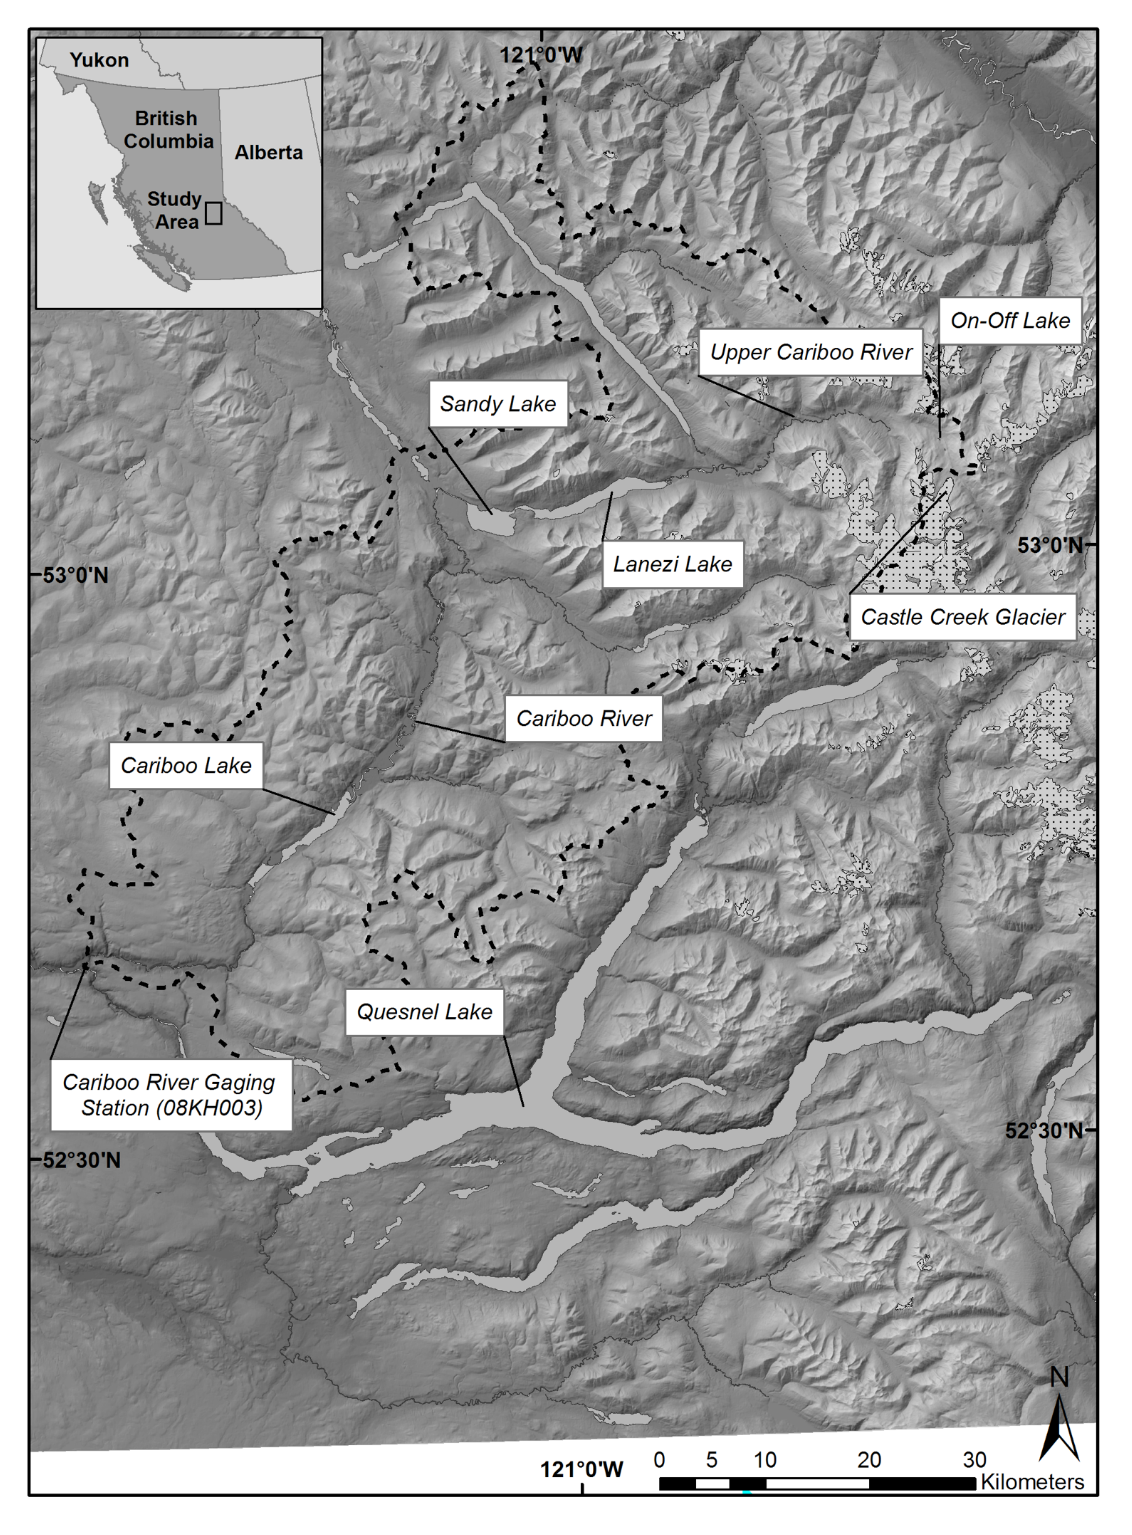 121°0'W
Yukon
British
Columbia
Alberta
Study
Area
On-Off Lake
Upper Cariboo River
Sandy Lake
53°0'N
Lanezi Lake
53°0'N
Castle Creek Glacier
Cariboo River
Cariboo Lake
Quesnel Lake
Cariboo River Gaging
Station (08KH003)
52°30'N
52°30'N
N
121°0'W
0 5 10 20 30
Kilometers